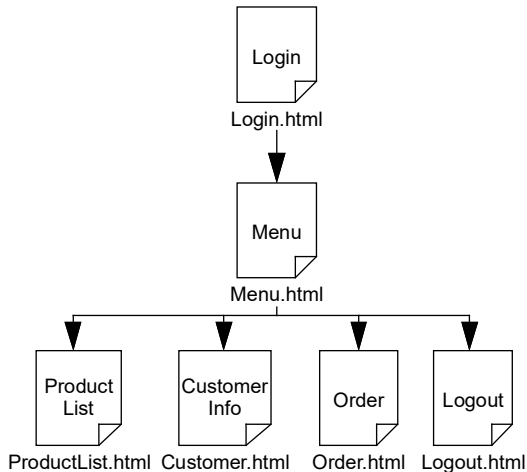 Login
Login.html
Menu
Menu.html
Product
List
Customer
Info
Order
Logout
ProductList.html Customer.html Order.html Logout.html